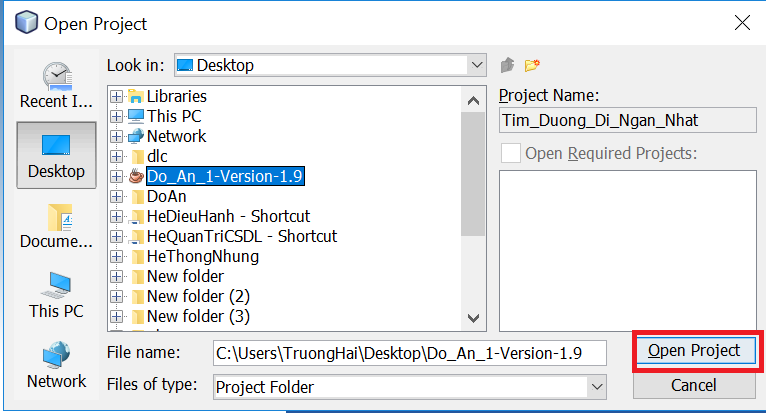 Open Project
Look in:
Desktop
Recent I...
Desktop
Docume...
This PC
Network
Libraries
This PC
Network
dlc
Do_An_1-Version-1.9
DoAn
HeDieuHanh - Shortcut
HeQuanTriCSDL - Shortcut
HeThongNhung
New folder
New folder (2)
New folder (3)
Project Name:
Tim_Duong_Di_Ngan_Nhat
Open Required Projects:
File name:
C:\Users\TruongHai\Desktop\Do_An_1-Version-1.9
Open Project
Files of type:
Project Folder
Cancel